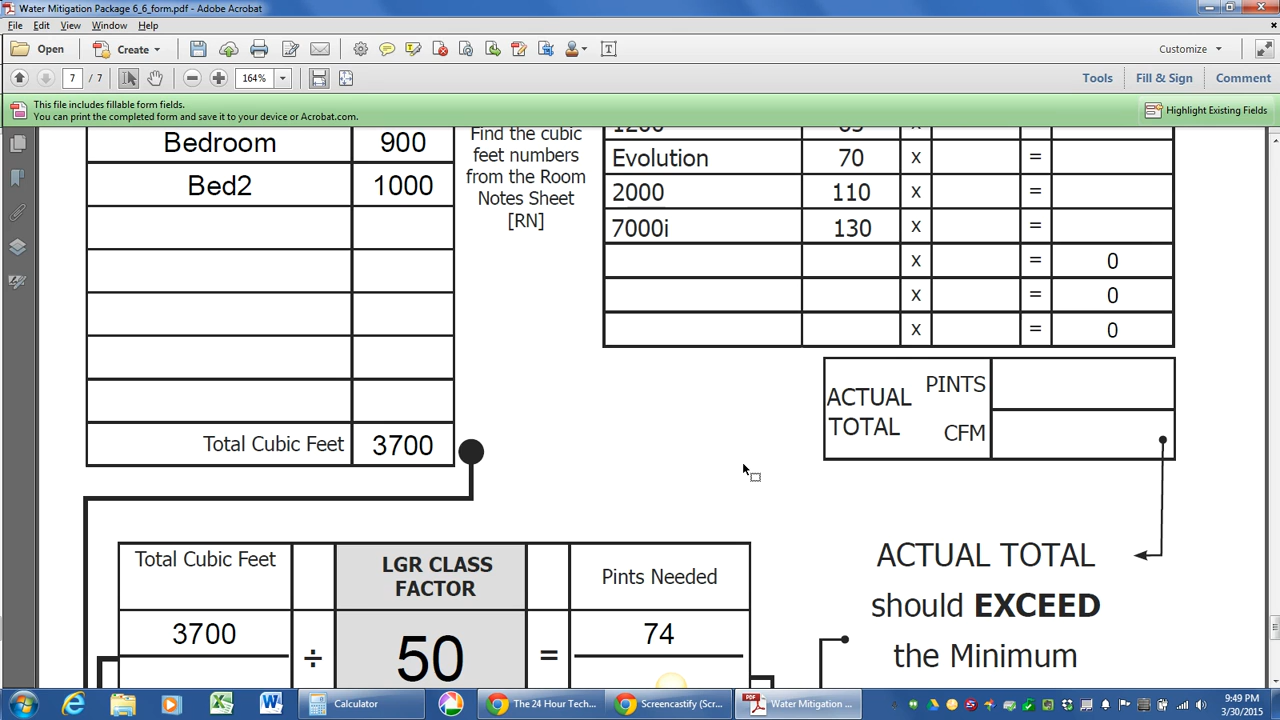 Water Mitigation Package 6_6_form.pdf - Adobe Acrobat
File Edit View Window Help
Open Create Customize
7 / 7 164% Tools Fill & Sign Comment
This file includes fillable form fields.
You can print the completed form and save it to your device or Acrobat.com.
Highlight Existing Fields
Bedroom 900
Bed2 1000
Total Cubic Feet 3700
Find the cubic
feet numbers
from the Room
Notes Sheet
[RN]
Evolution 70 x =
2000 110 x =
7000i 130 x =
x = 0
x = 0
x = 0
ACTUAL TOTAL
PINTS
CFM
Total Cubic Feet
LGR CLASS
FACTOR
Pints Needed
3700 ÷ 50 = 74
ACTUAL TOTAL
should EXCEED
the Minimum
Calculator
The 24 Hour Tech...
Screencastify (Scr...
Water Mitigation ...
9:49 PM
3/30/2015